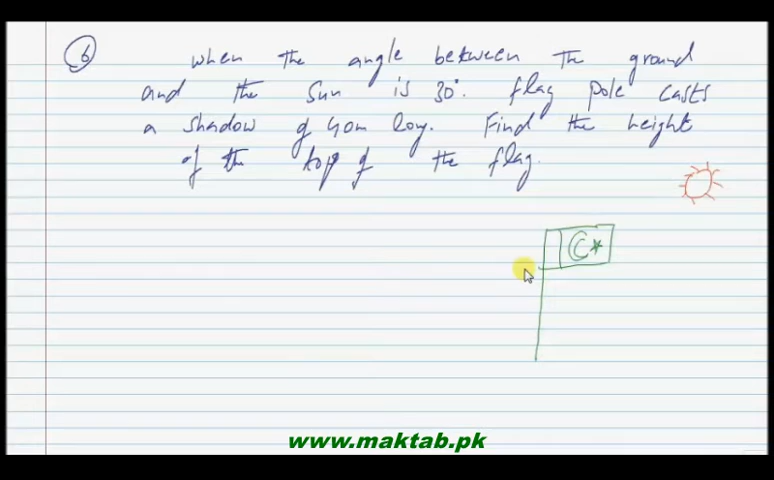 6 when the angle between the ground
and the sun is 30°. flag pole casts
a shadow of 40m long. Find the height
of the top of the flag.
www.maktab.pk